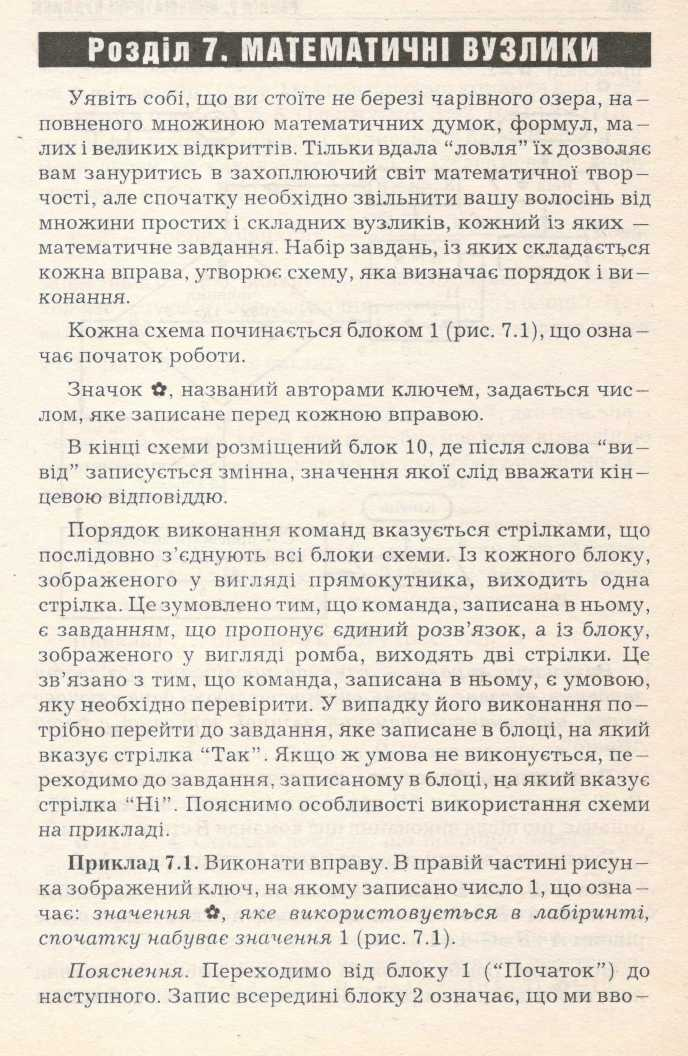 Розділ 7. МАТЕМАТИЧНІ ВУЗЛИКИ
Уявіть собі, що ви стоїте не березі чарівного озера, на–
повненого множиною математичних думок, формул, ма–
лих і великих відкриттів. Тільки вдала “ловля” їх дозволяє
вам зануритись в захоплюючий світ математичної твор–
чості, але спочатку необхідно звільнити вашу волосінь від
множини простих і складних вузликів, кожний із яких —
математичне завдання. Набір завдань, із яких складається
кожна вправа, утворює схему, яка визначає порядок і ви–
конання.
Кожна схема починається блоком 1 (рис. 7.1), що озна–
чає початок роботи.
Значок ✿, названий авторами ключем, задається чис–
лом, яке записане перед кожною вправою.
В кінці схеми розміщений блок 10, де після слова “ви–
від” записується змінна, значення якої слід вважати кін–
цевою відповіддю.
Порядок виконання команд вказується стрілками, що
послідовно з’єднують всі блоки схеми. Із кожного блоку,
зображеного у вигляді прямокутника, виходить одна
стрілка. Це зумовлено тим, що команда, записана в ньому,
є завданням, що пропонує єдиний розв’язок, а із блоку,
зображеного у вигляді ромба, виходять дві стрілки. Це
зв’язано з тим, що команда, записана в ньому, є умовою,
яку необхідно перевірити. У випадку його виконання по–
трібно перейти до завдання, яке записане в блоці, на який
вказує стрілка “Так”. Якщо ж умова не виконується, пе–
реходимо до завдання, записаному в блоці, на який вказує
стрілка “Ні”. Пояснимо особливості використання схеми
на прикладі.
Приклад 7.1. Виконати вправу. В правій частині рисун–
ка зображений ключ, на якому записано число 1, що озна–
чає: значення ✿, яке використовується в лабіринті,
спочатку набуває значення 1 (рис. 7.1).
Пояснення. Переходимо від блоку 1 (“Початок”) до
наступного. Запис всередині блоку 2 означає, що ми вво–